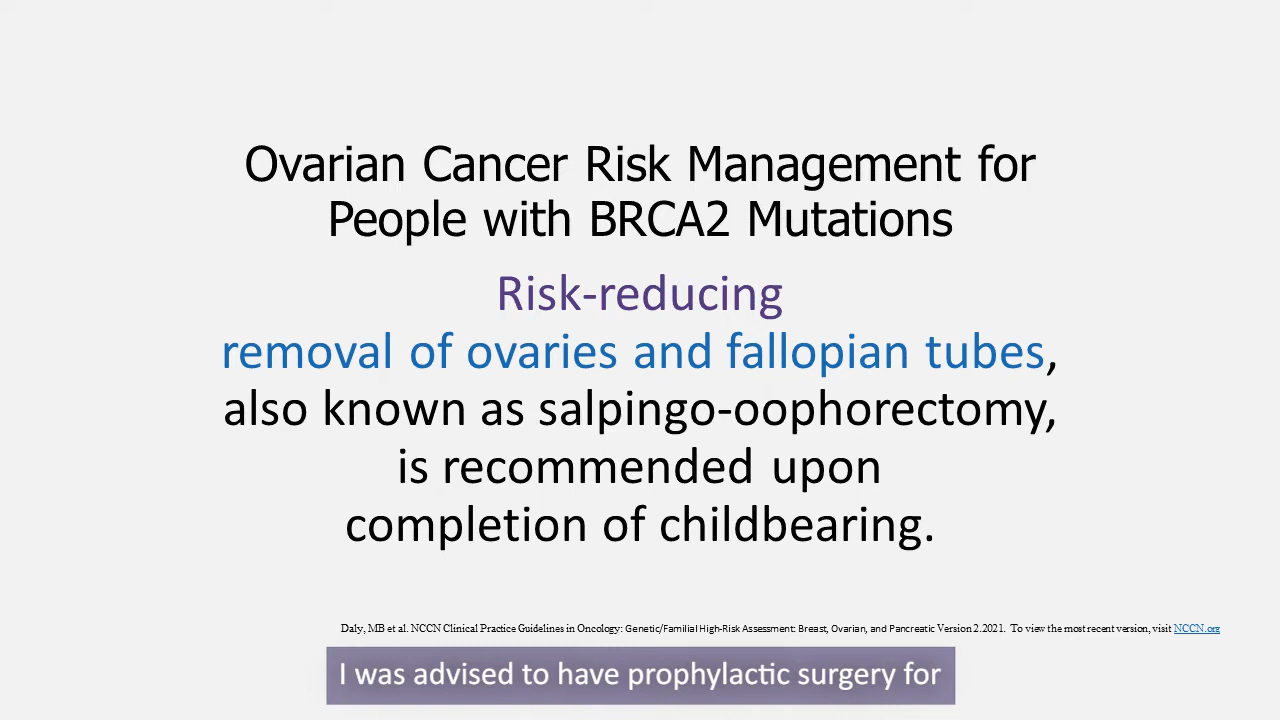 Ovarian Cancer Risk Management for
People with BRCA2 Mutations
Risk-reducing
removal of ovaries and fallopian tubes,
also known as salpingo-oophorectomy,
is recommended upon
completion of childbearing.
Daly, MB et al. NCCN Clinical Practice Guidelines in Oncology: Genetic/Familial High-Risk Assessment: Breast, Ovarian, and Pancreatic Version 2.2021. To view the most recent version, visit NCCN.org
I was advised to have prophylactic surgery for